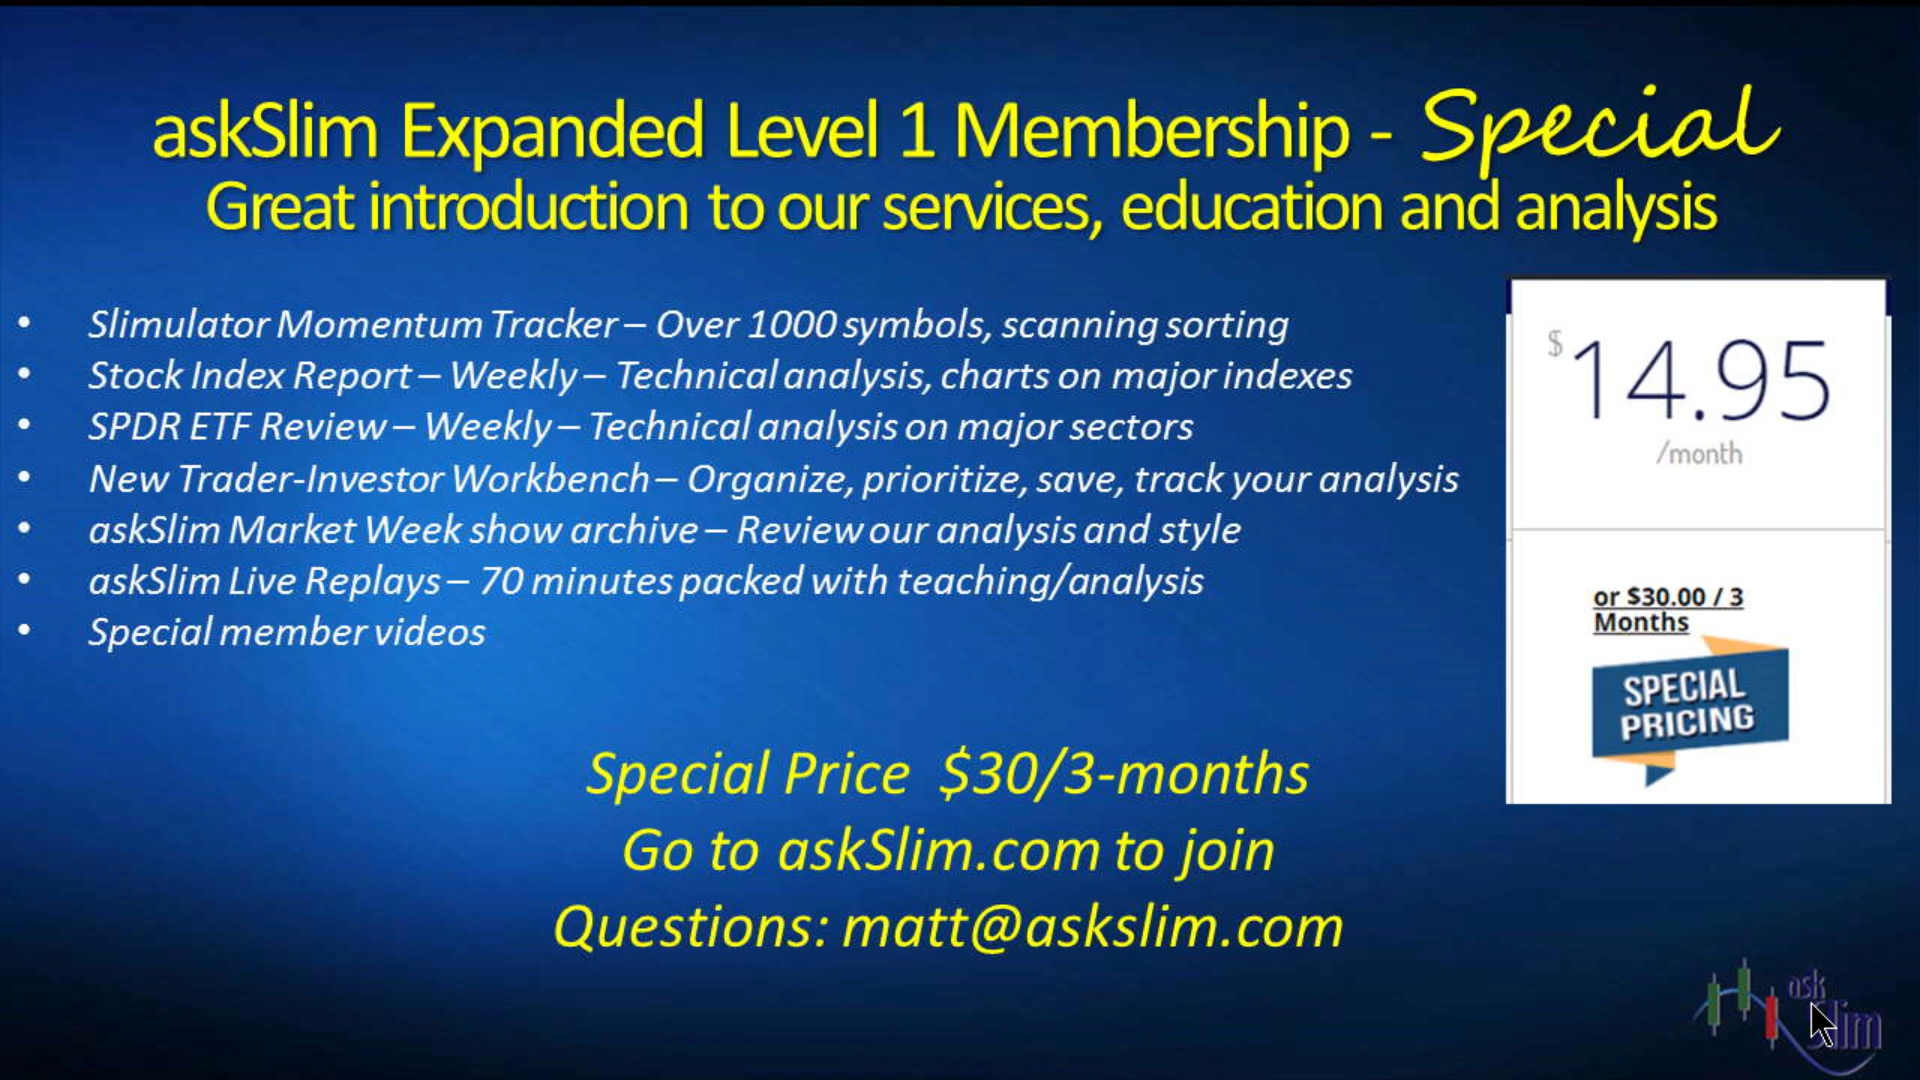 askSlim Expanded Level 1 Membership - Special
Great introduction to our services, education and analysis
• Slimulator Momentum Tracker – Over 1000 symbols, scanning sorting
• Stock Index Report – Weekly – Technical analysis, charts on major indexes
• SPDR ETF Review – Weekly – Technical analysis on major sectors
• New Trader-Investor Workbench – Organize, prioritize, save, track your analysis
• askSlim Market Week show archive – Review our analysis and style
• askSlim Live Replays – 70 minutes packed with teaching/analysis
• Special member videos
$14.95
/month
or $30.00 / 3
Months
SPECIAL
PRICING
Special Price $30/3-months
Go to askSlim.com to join
Questions: matt@askslim.com
ask
Slim